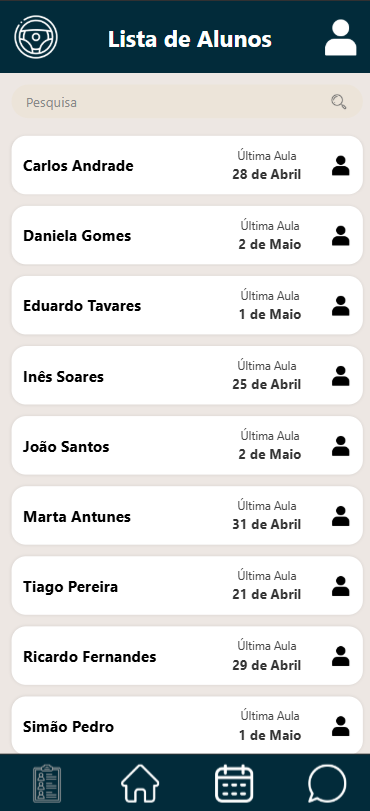 Lista de Alunos
Pesquisa
Carlos Andrade
Última Aula
28 de Abril
Daniela Gomes
Última Aula
2 de Maio
Eduardo Tavares
Última Aula
1 de Maio
Inês Soares
Última Aula
25 de Abril
João Santos
Última Aula
2 de Maio
Marta Antunes
Última Aula
31 de Abril
Tiago Pereira
Última Aula
21 de Abril
Ricardo Fernandes
Última Aula
29 de Abril
Simão Pedro
Última Aula
1 de Maio